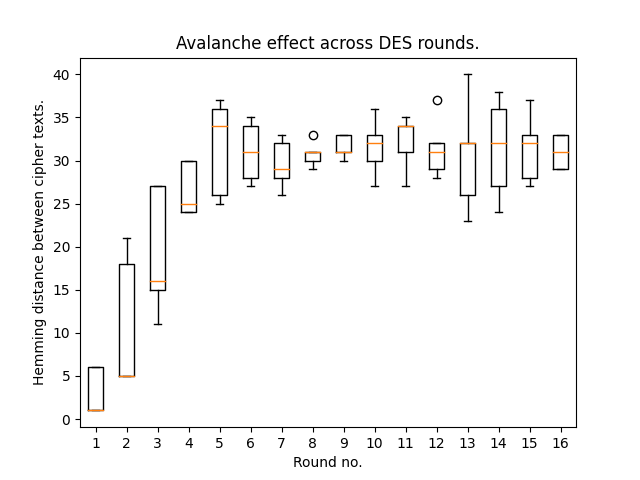 Avalanche effect across DES rounds.
Hemming distance between cipher texts.
40
35
30
25
20
15
10
5
0
1 2 3 4 5 6 7 8 9 10 11 12 13 14 15 16
Round no.